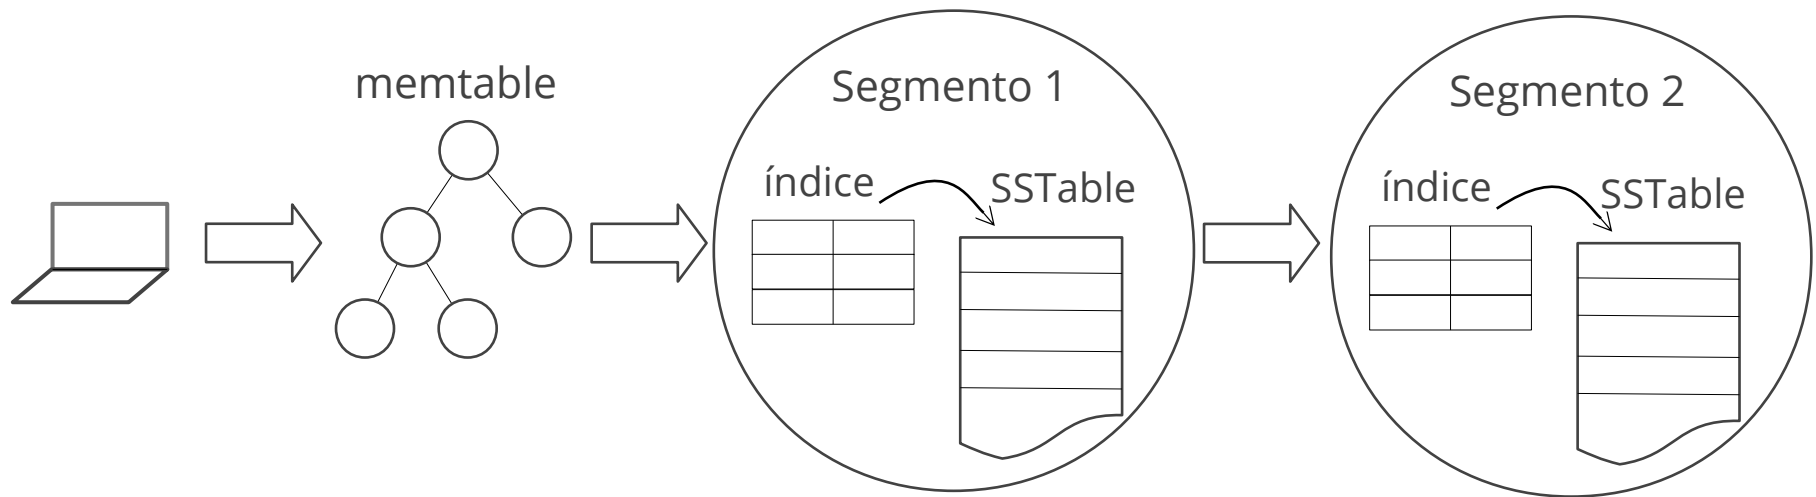 memtable
Segmento 1
índice
SSTable
Segmento 2
índice
SSTable